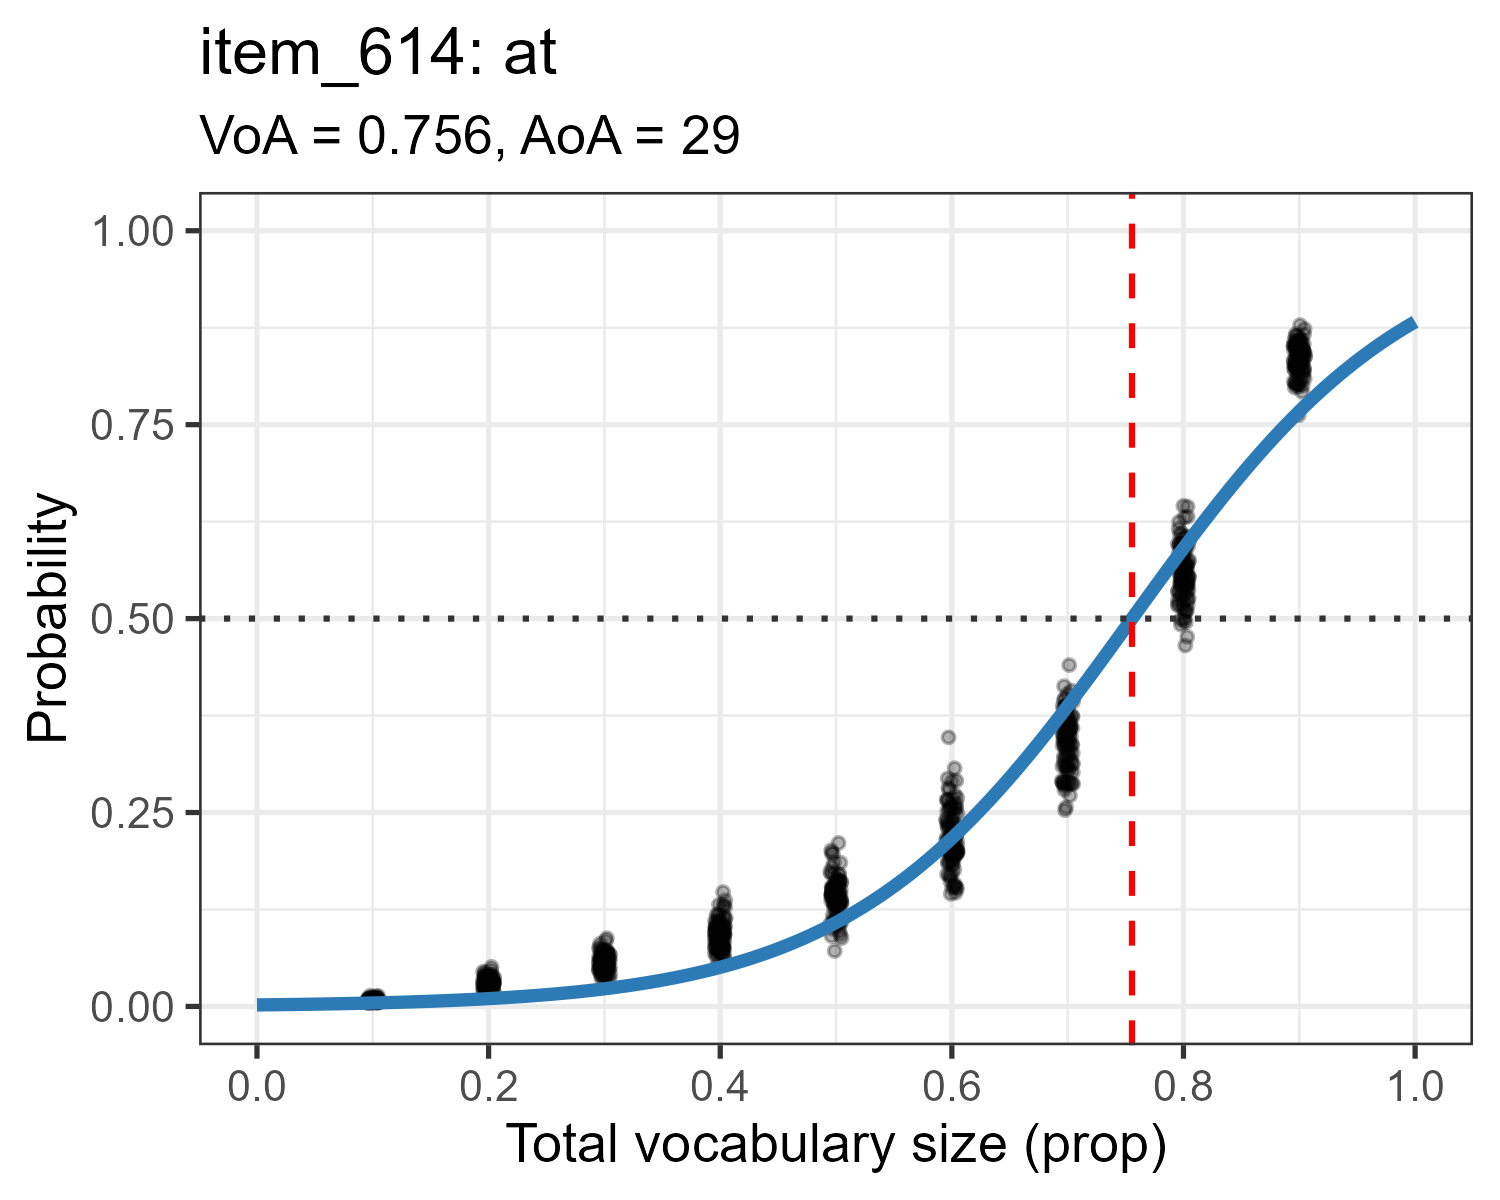 item_614: at
VoA = 0.756, AoA = 29
1.00
0.75
0.50
0.25
0.00
Probability
0.0 0.2 0.4 0.6 0.8 1.0
Total vocabulary size (prop)